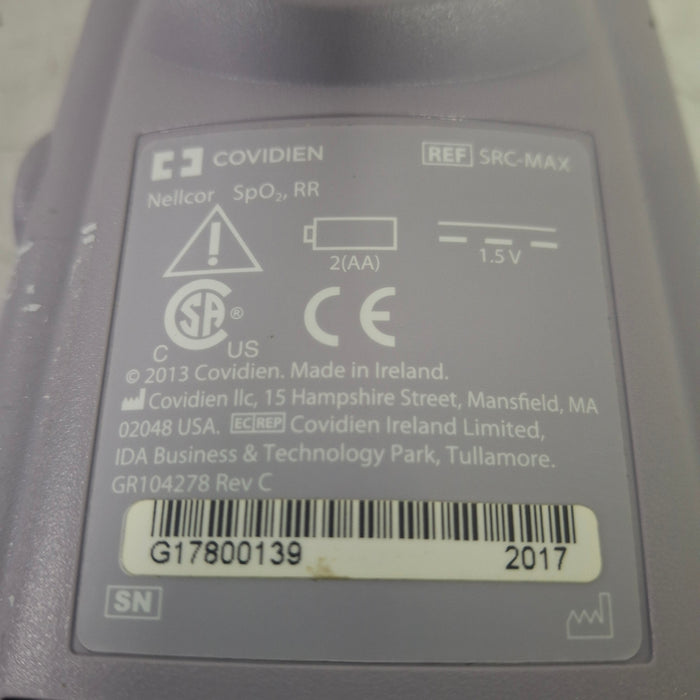 COVIDIEN REF SRC-MAX
Nellcor SpO₂, RR
2(AA) 1.5 V
CSA®
C US
CE
© 2013 Covidien. Made in Ireland.
Covidien llc, 15 Hampshire Street, Mansfield, MA
02048 USA. EC REP Covidien Ireland Limited,
IDA Business & Technology Park, Tullamore.
GR104278 Rev C
G17800139 2017
SN